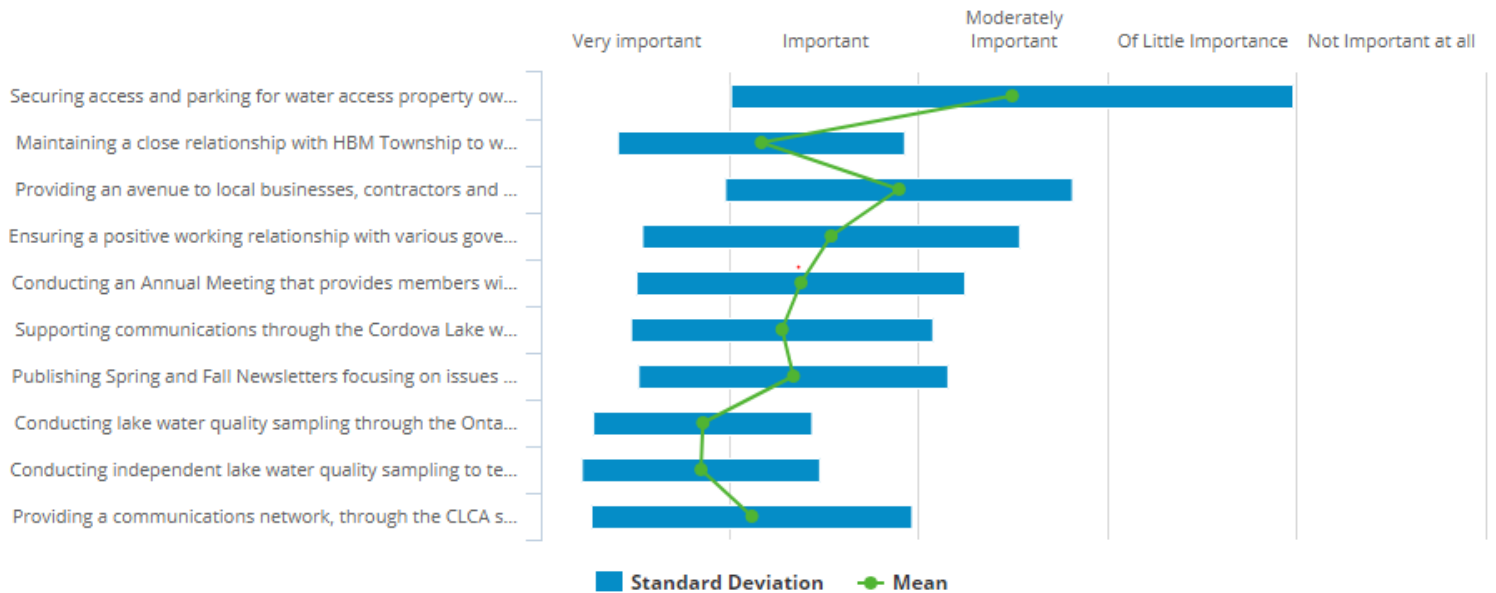 Moderately
Very important Important Important Of Little Importance Not Important at all
Securing access and parking for water access property ow...
Maintaining a close relationship with HBM Township to w...
Providing an avenue to local businesses, contractors and ...
Ensuring a positive working relationship with various gove...
Conducting an Annual Meeting that provides members wi...
Supporting communications through the Cordova Lake w...
Publishing Spring and Fall Newsletters focusing on issues ...
Conducting lake water quality sampling through the Onta...
Conducting independent lake water quality sampling to te...
Providing a communications network, through the CLCA s...
Standard Deviation Mean